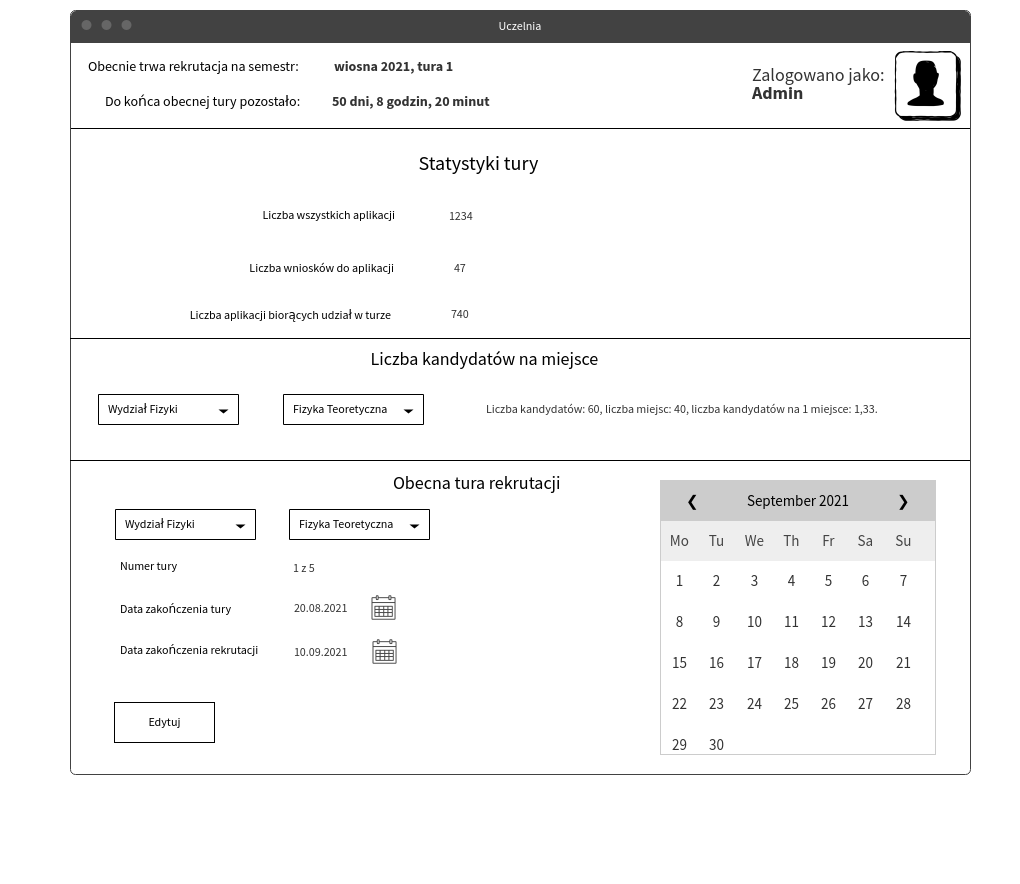 Uczelnia
Obecnie trwa rekrutacja na semestr: wiosna 2021, tura 1
Do końca obecnej tury pozostało: 50 dni, 8 godzin, 20 minut
Zalogowano jako:
Admin
Statystyki tury
Liczba wszystkich aplikacji 1234
Liczba wniosków do aplikacji 47
Liczba aplikacji biorących udział w turze 740
Liczba kandydatów na miejsce
Wydział Fizyki Fizyka Teoretyczna Liczba kandydatów: 60, liczba miejsc: 40, liczba kandydatów na 1 miejsce: 1,33.
Obecna tura rekrutacji
Wydział Fizyki Fizyka Teoretyczna
Numer tury 1 z 5
Data zakończenia tury 20.08.2021
Data zakończenia rekrutacji 10.09.2021
Edytuj
❮ September 2021 ❯
Mo Tu We Th Fr Sa Su
1 2 3 4 5 6 7
8 9 10 11 12 13 14
15 16 17 18 19 20 21
22 23 24 25 26 27 28
29 30